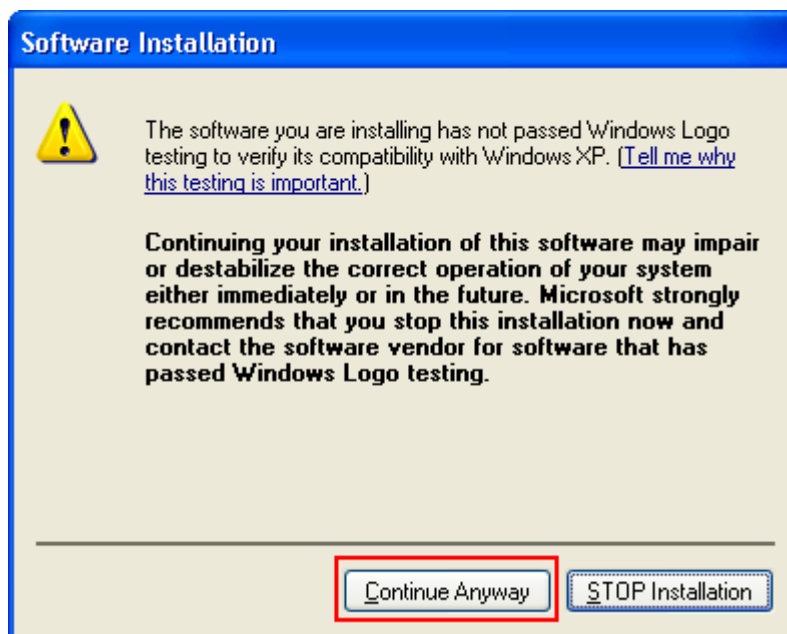 Software Installation
The software you are installing has not passed Windows Logo
testing to verify its compatibility with Windows XP. (Tell me why
this testing is important.)
Continuing your installation of this software may impair
or destabilize the correct operation of your system
either immediately or in the future. Microsoft strongly
recommends that you stop this installation now and
contact the software vendor for software that has
passed Windows Logo testing.
Continue Anyway
STOP Installation